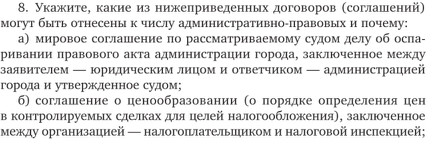 8. Укажите, какие из нижеприведенных договоров (соглашений)
могут быть отнесены к числу административно-правовых и почему:
а) мировое соглашение по рассматриваемому судом делу об оспа-
ривании правового акта администрации города, заключенное между
заявителем — юридическим лицом и ответчиком — администрацией
города и утвержденное судом;
б) соглашение о ценообразовании (о порядке определения цен
в контролируемых сделках для целей налогообложения), заключенное
между организацией — налогоплательщиком и налоговой инспекцией;